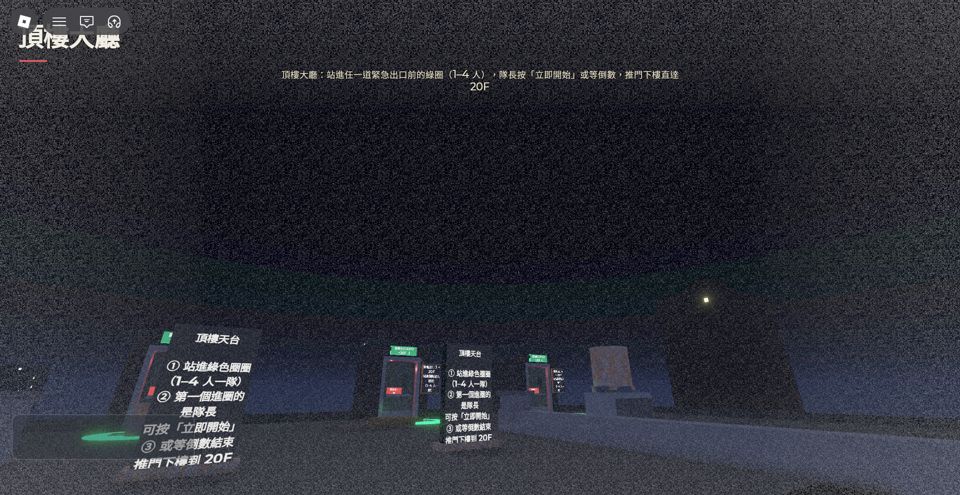 頂樓大廳
頂樓大廳：站進任一道緊急出口前的綠圈（1–4 人），隊長按「立即開始」或等倒數，推門下樓直達
20F
頂樓天台
① 站進綠色圈圈
（1–4 人一隊）
② 第一個進圈的
是隊長
可按「立即開始」
③ 或等倒數結束
推門下樓到 20F
頂樓天台
① 站進綠色圈圈
（1–4 人一隊）
② 第一個進圈的
是隊長
可按「立即開始」
③ 或等倒數結束
推門下樓到 20F